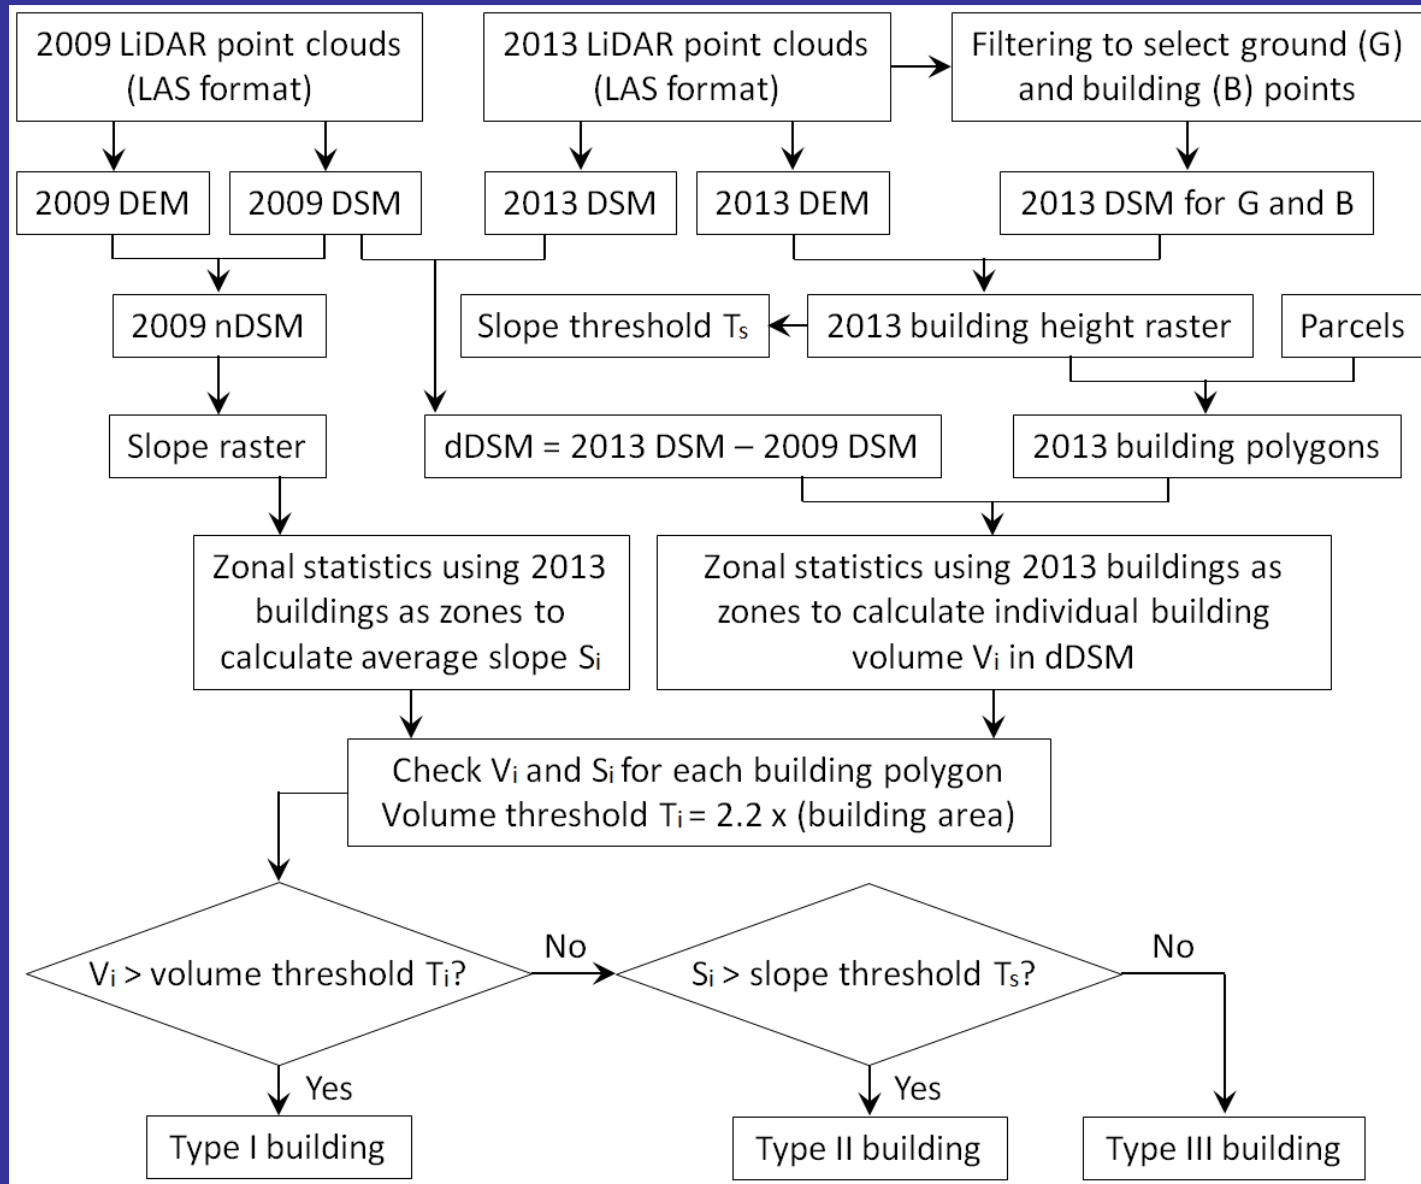 2009 LiDAR point clouds
(LAS format)
2013 LiDAR point clouds
(LAS format)
Filtering to select ground (G)
and building (B) points
2009 DEM
2009 DSM
2013 DSM
2013 DEM
2013 DSM for G and B
2009 nDSM
Slope threshold Ts
2013 building height raster
Parcels
Slope raster
dDSM = 2013 DSM – 2009 DSM
2013 building polygons
Zonal statistics using 2013
buildings as zones to
calculate average slope Si
Zonal statistics using 2013 buildings as
zones to calculate individual building
volume Vi in dDSM
Check Vi and Si for each building polygon
Volume threshold Ti = 2.2 x (building area)
Vi > volume threshold Ti?
No
Si > slope threshold Ts?
No
Yes
Yes
Type I building
Type II building
Type III building